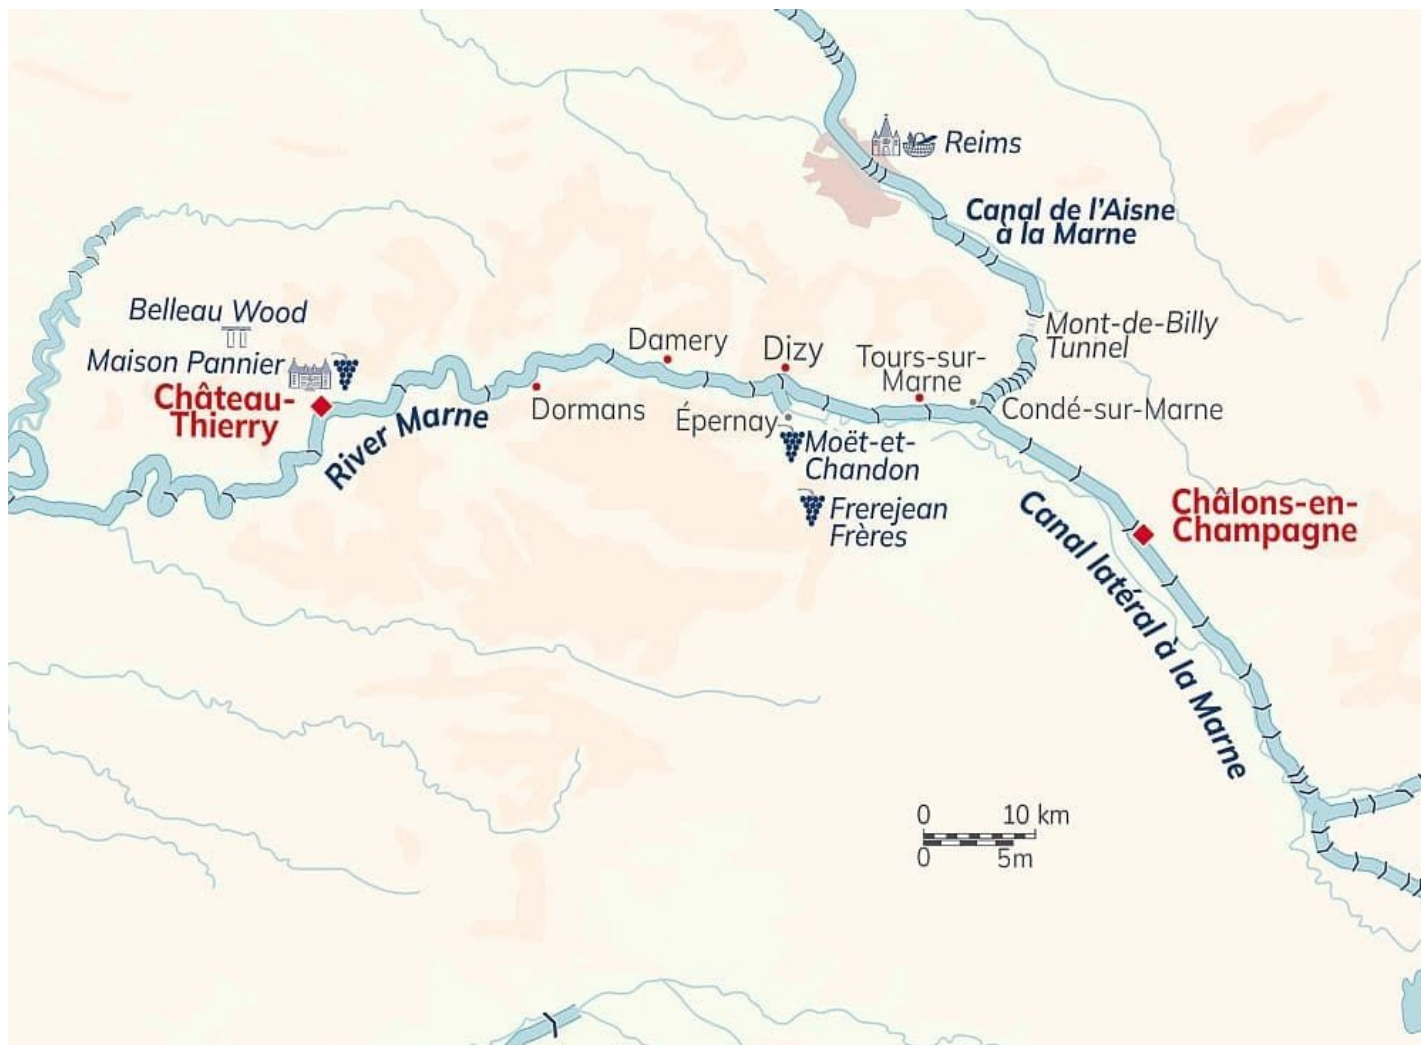 Reims
Canal de l'Aisne
à la Marne
Belleau Wood
Maison Pannier
Château-
Thierry
River Marne
Dormans
Damery
Dizy
Épernay
Moët-et-
Chandon
Frerejean
Frères
Tours-sur-
Marne
Mont-de-Billy
Tunnel
Condé-sur-Marne
Châlons-en-
Champagne
Canal latéral à la Marne
0 10 km
0 5m